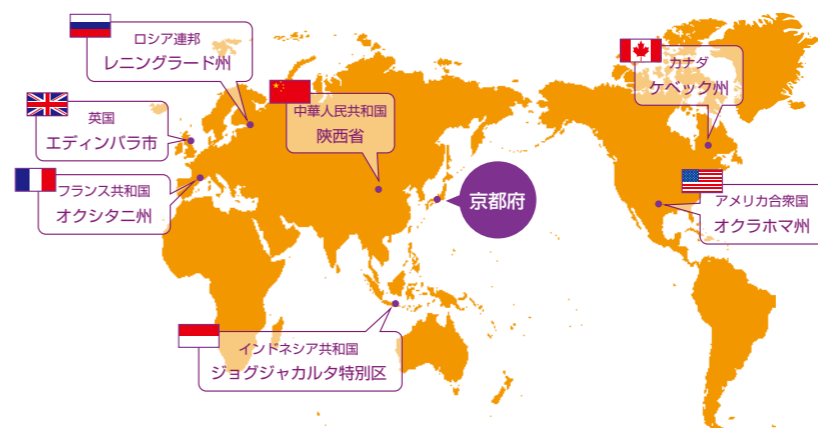 ロシア連邦
レニングラード州
カナダ
ケベック州
中華人民共和国
陝西省
英国
エディンバラ市
フランス共和国
オクシタニ州
京都府
アメリカ合衆国
オクラホマ州
インドネシア共和国
ジョグジャカルタ特別区